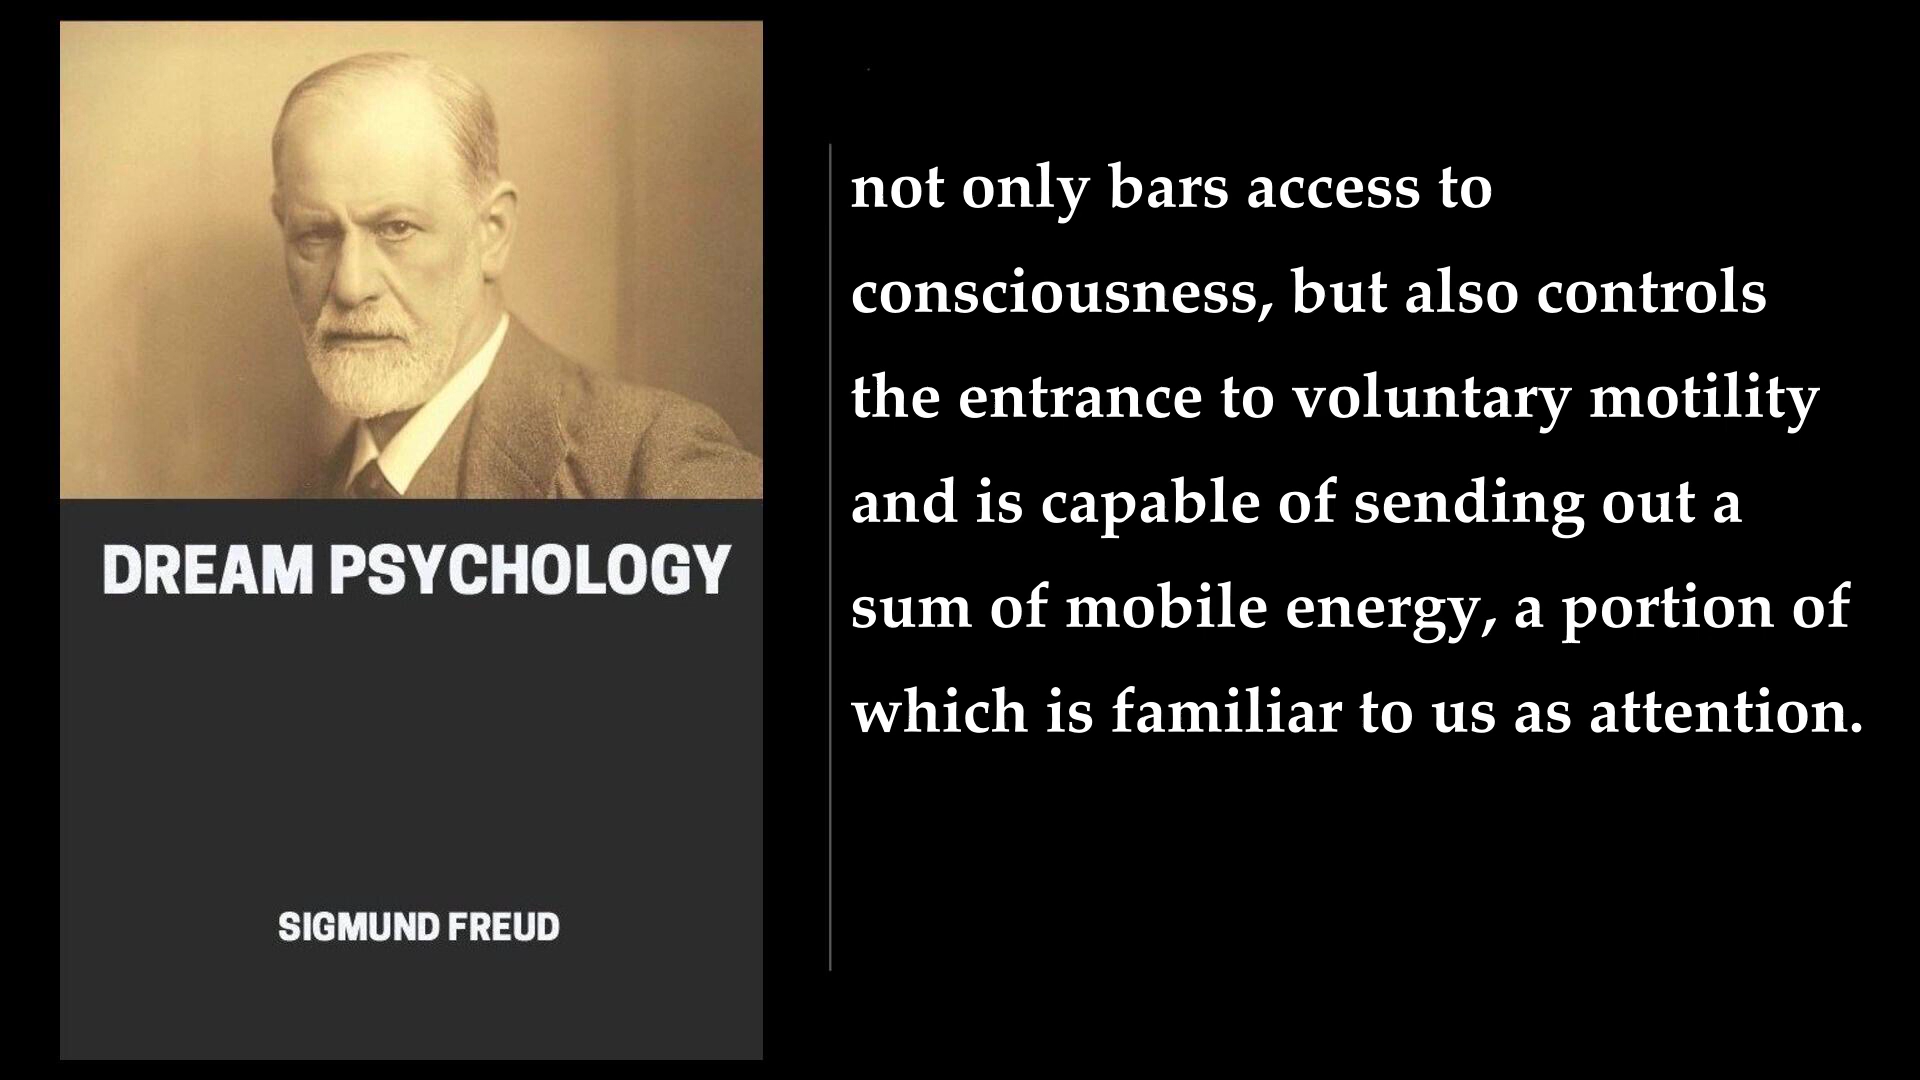 DREAM PSYCHOLOGY
SIGMUND FREUD
not only bars access to
consciousness, but also controls
the entrance to voluntary motility
and is capable of sending out a
sum of mobile energy, a portion of
which is familiar to us as attention.